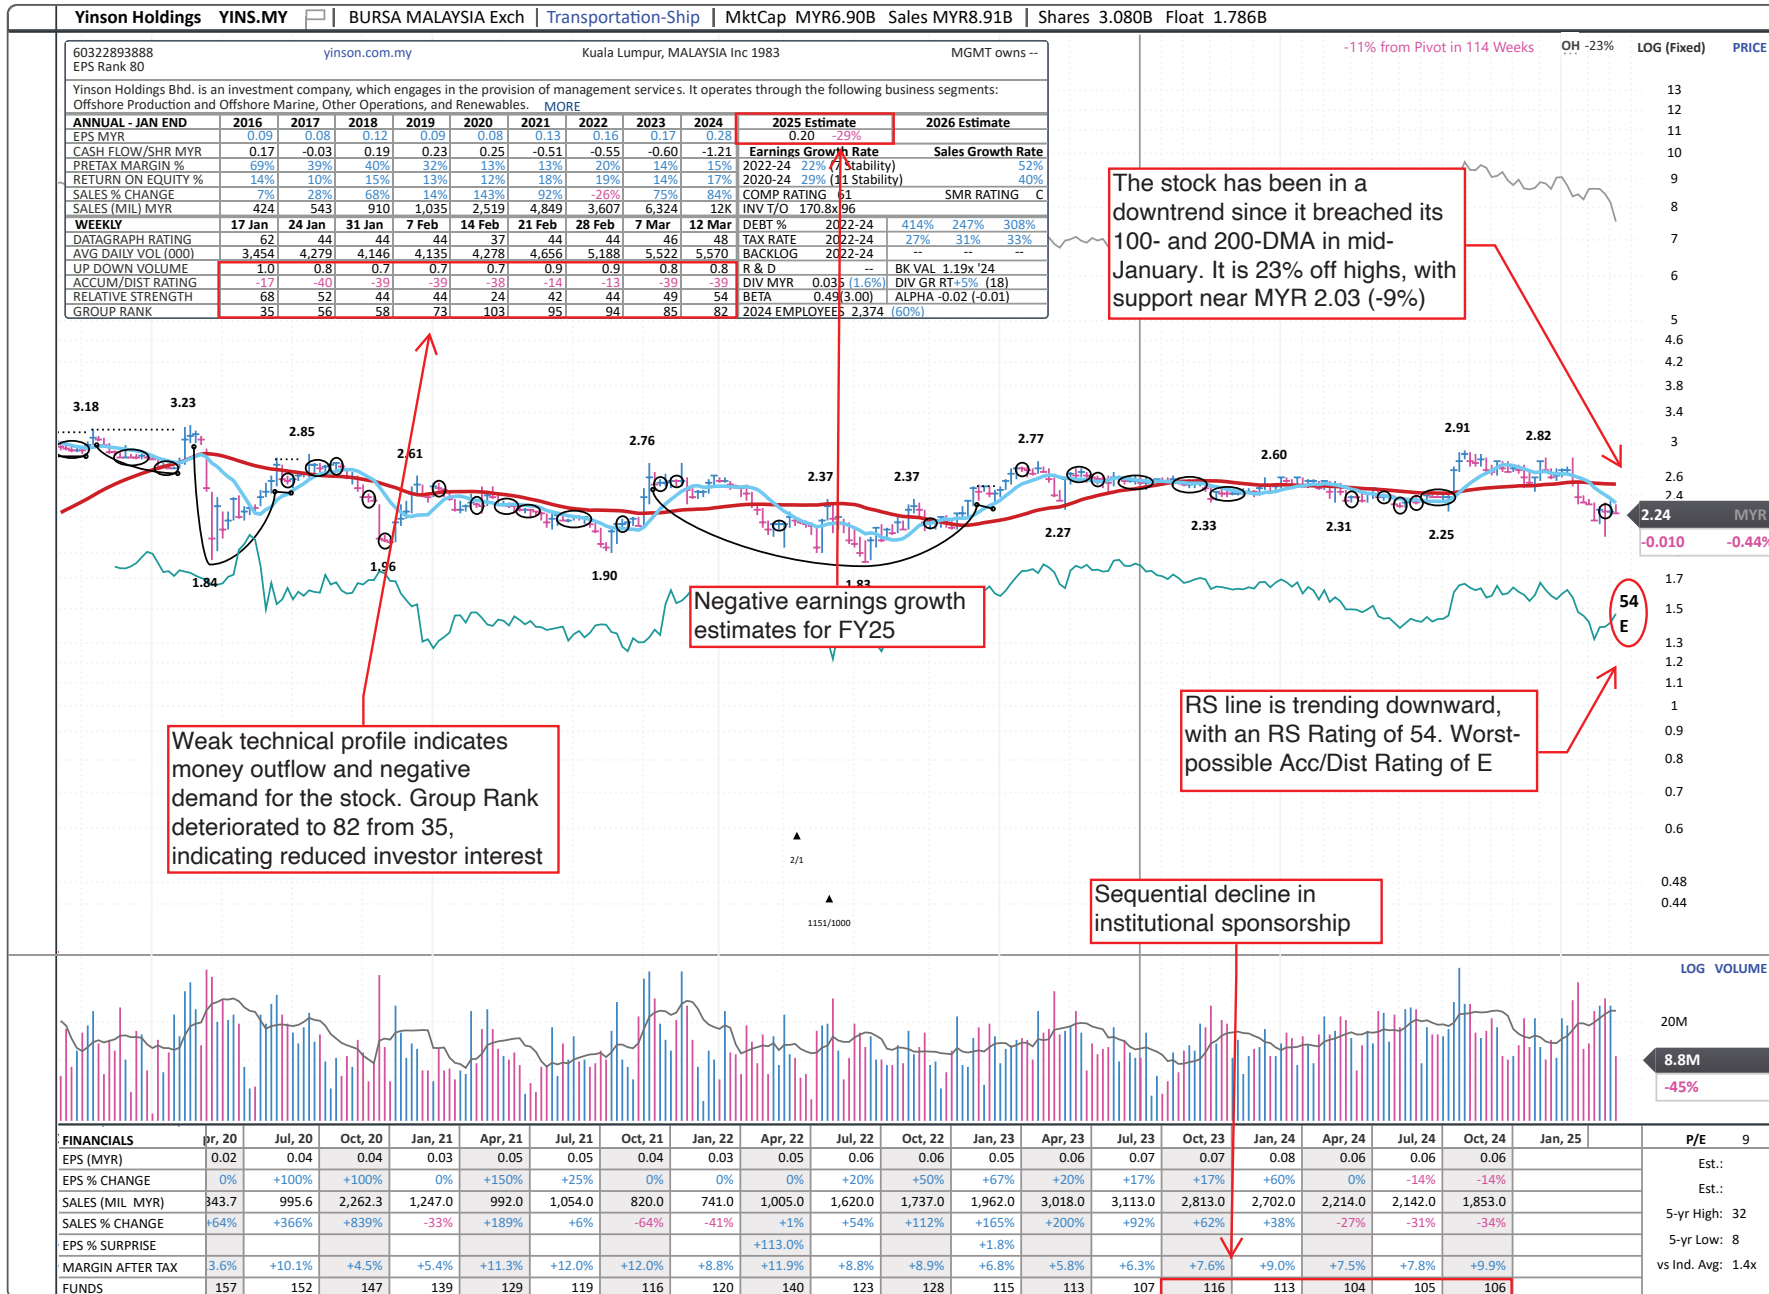 Yinson Holdings YINS.MY | BURSA MALAYSIA Exch | Transportation-Ship | MktCap MYR6.90B Sales MYR8.91B | Shares 3.080B Float 1.786B
60322893888 yinson.com.my Kuala Lumpur, MALAYSIA Inc 1983 MGMT owns --
EPS Rank 80
Yinson Holdings Bhd. is an investment company, which engages in the provision of management services. It operates through the following business segments:
Offshore Production and Offshore Marine, Other Operations, and Renewables. MORE
ANNUAL - JAN END 2016 2017 2018 2019 2020 2021 2022 2023 2024 2025 Estimate 2026 Estimate
EPS MYR 0.09 0.08 0.12 0.09 0.08 0.13 0.16 0.17 0.28 0.20 -29%
CASH FLOW/SHR MYR 0.17 -0.03 0.19 0.23 0.25 -0.51 -0.55 -0.60 -1.21 Earnings Growth Rate Sales Growth Rate
PRETAX MARGIN % 69% 39% 40% 32% 13% 13% 20% 14% 15% 2022-24 22% (7 Stability) 52%
RETURN ON EQUITY % 14% 10% 15% 13% 12% 18% 19% 14% 17% 2020-24 29% (11 Stability) 40%
SALES % CHANGE 7% 28% 68% 14% 143% 92% -26% 75% 84% COMP RATING 61 SMR RATING C
SALES (MIL) MYR 424 543 910 1,035 2,519 4,849 3,607 6,324 12K INV T/O 170.8x 96
WEEKLY 17 Jan 24 Jan 31 Jan 7 Feb 14 Feb 21 Feb 28 Feb 7 Mar 12 Mar DEBT % 2022-24 414% 247% 308%
DATAGRAPH RATING 62 44 44 44 37 44 44 46 48 TAX RATE 2022-24 27% 31% 33%
AVG DAILY VOL (000) 3,454 4,279 4,146 4,135 4,278 4,656 5,188 5,522 5,570 BACKLOG 2022-24 -- -- --
UP DOWN VOLUME 1.0 0.8 0.7 0.7 0.7 0.9 0.9 0.8 0.8 R & D -- BK VAL 1.19x '24
ACCUM/DIST RATING -17 -40 -39 -39 -38 -14 -13 -39 -39 DIV MYR 0.035 (1.6%) DIV GR RT +5% (18)
RELATIVE STRENGTH 68 52 44 44 24 42 44 49 54 BETA 0.49 (3.00) ALPHA -0.02 (-0.01)
GROUP RANK 35 56 58 73 103 95 94 85 82 2024 EMPLOYEES 2,374 (60%)
-11% from Pivot in 114 Weeks OH -23% LOG (Fixed) PRICE
13
12
11
10
9
8
7
6
5
4.6
4.2
3.8
3.4
3
2.6
2.4
2.24 MYR
-0.010 -0.44%
1.7
1.5
1.3
1.2
1.1
1
0.9
0.8
0.7
0.6
0.48
0.44
The stock has been in a
downtrend since it breached its
100- and 200-DMA in mid-
January. It is 23% off highs, with
support near MYR 2.03 (-9%)
3.18 3.23 2.85 2.61 2.76 2.37 2.37 2.77 2.60 2.91 2.82
1.84 1.96 1.90 1.83 2.27 2.33 2.31 2.25
54
E
Negative earnings growth
estimates for FY25
RS line is trending downward,
with an RS Rating of 54. Worst-
possible Acc/Dist Rating of E
Weak technical profile indicates
money outflow and negative
demand for the stock. Group Rank
deteriorated to 82 from 35,
indicating reduced investor interest
2/1
1151/1000
Sequential decline in
institutional sponsorship
LOG VOLUME
20M
8.8M
-45%
FINANCIALS pr, 20 Jul, 20 Oct, 20 Jan, 21 Apr, 21 Jul, 21 Oct, 21 Jan, 22 Apr, 22 Jul, 22 Oct, 22 Jan, 23 Apr, 23 Jul, 23 Oct, 23 Jan, 24 Apr, 24 Jul, 24 Oct, 24 Jan, 25 P/E 9
EPS (MYR) 0.02 0.04 0.04 0.03 0.05 0.05 0.04 0.03 0.05 0.06 0.06 0.05 0.06 0.07 0.07 0.08 0.06 0.06 0.06 Est.:
EPS % CHANGE 0% +100% +100% 0% +150% +25% 0% 0% 0% +20% +50% +67% +20% +17% +17% +60% 0% -14% -14% Est.:
SALES (MIL MYR) 843.7 995.6 2,262.3 1,247.0 992.0 1,054.0 820.0 741.0 1,005.0 1,620.0 1,737.0 1,962.0 3,018.0 3,113.0 2,813.0 2,702.0 2,214.0 2,142.0 1,853.0 5-yr High: 32
SALES % CHANGE +64% +366% +839% -33% +189% +6% -64% -41% +1% +54% +112% +165% +200% +92% +62% +38% -27% -31% -34% 5-yr Low: 8
EPS % SURPRISE +113.0% +1.8%
MARGIN AFTER TAX 3.6% +10.1% +4.5% +5.4% +11.3% +12.0% +12.0% +8.8% +11.9% +8.8% +8.9% +6.8% +5.8% +6.3% +7.6% +9.0% +7.5% +7.8% +9.9% vs Ind. Avg: 1.4x
FUNDS 157 152 147 139 129 119 116 120 140 123 128 115 113 107 116 113 104 105 106